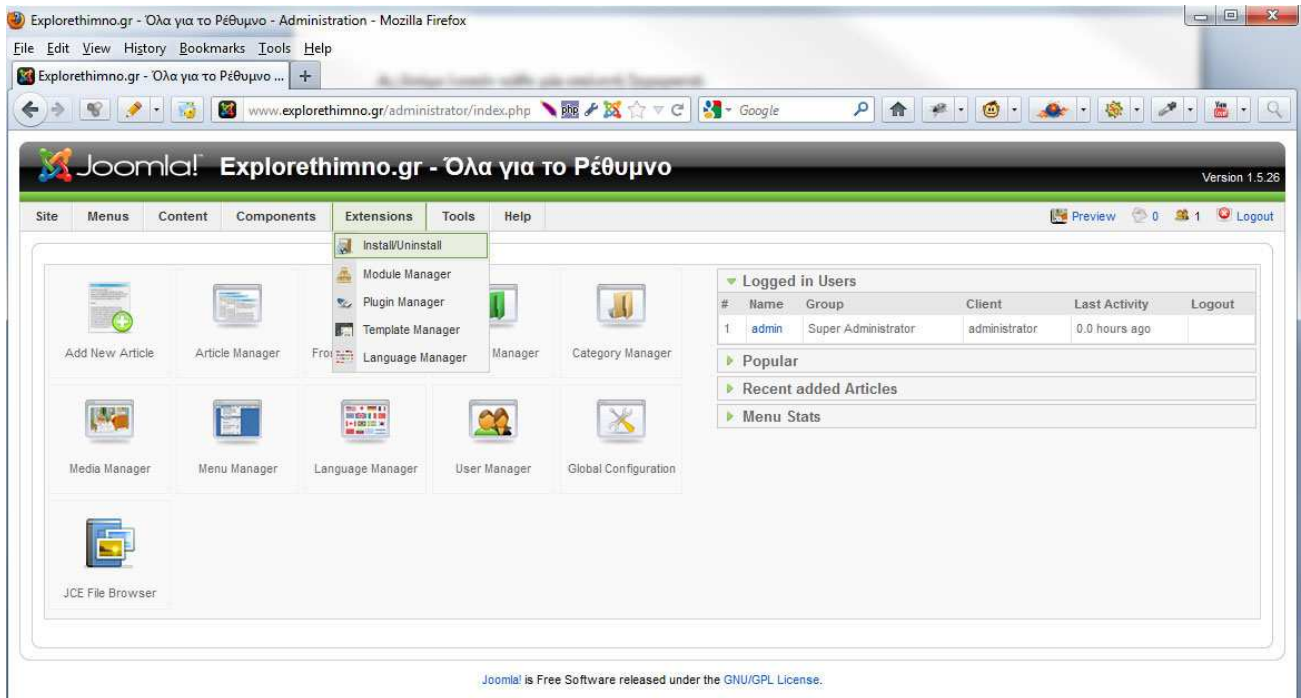 Explorethimno.gr - Όλα για το Ρέθυμνο - Administration - Mozilla Firefox
File Edit View History Bookmarks Tools Help
Explorethimno.gr - Όλα για το Ρέθυμνο ... +
www.explorethimno.gr/administrator/index.php php Google You
Joomla! Explorethimno.gr - Όλα για το Ρέθυμνο
Version 1.5.26
Site Menus Content Components Extensions Tools Help Preview 0 1 Logout
Install/Uninstall
Module Manager
Plugin Manager
Template Manager
Language Manager
Add New Article Article Manager Fro Manager Category Manager
Media Manager Menu Manager Language Manager User Manager Global Configuration
JCE File Browser
Logged in Users
# Name Group Client Last Activity Logout
1 admin Super Administrator administrator 0.0 hours ago
Popular
Recent added Articles
Menu Stats
Joomla! is Free Software released under the GNU/GPL License.